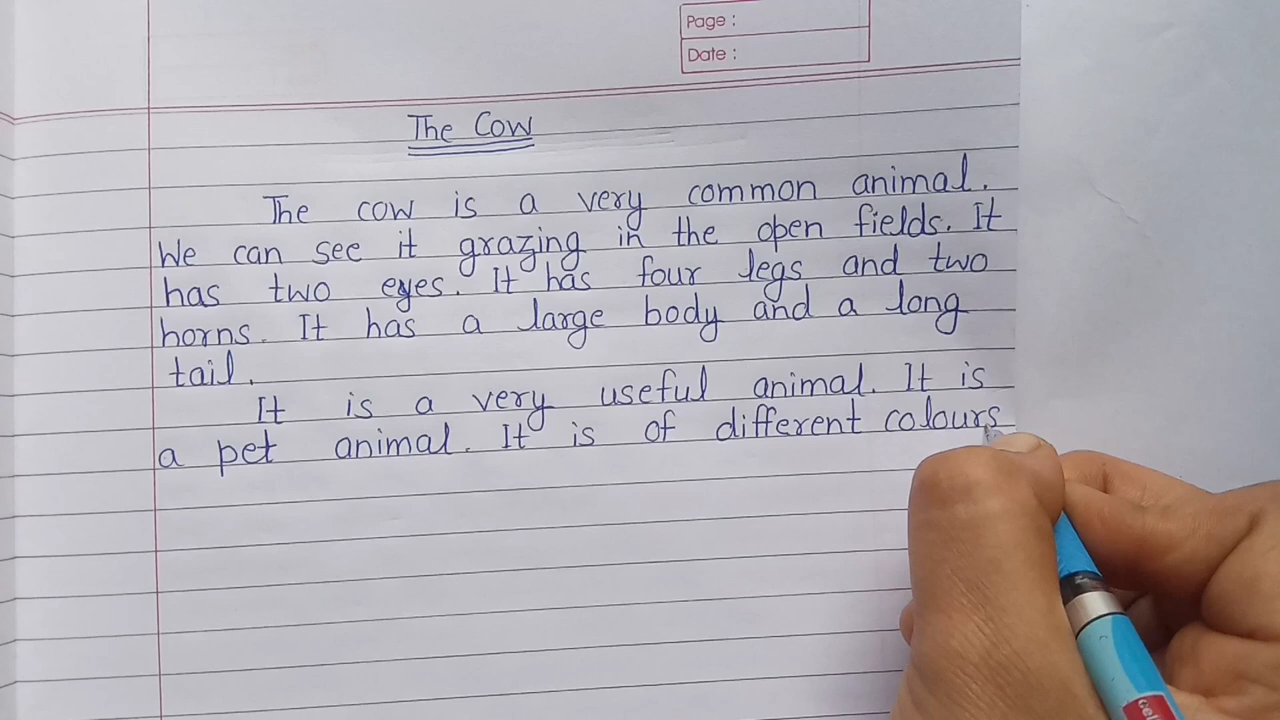 Page :
Date :
The Cow
The cow is a very common animal.
We can see it grazing in the open fields. It
has two eyes. It has four legs and two
horns. It has a large body and a long
tail.
It is a very useful animal. It is
a pet animal. It is of different colours
Cel